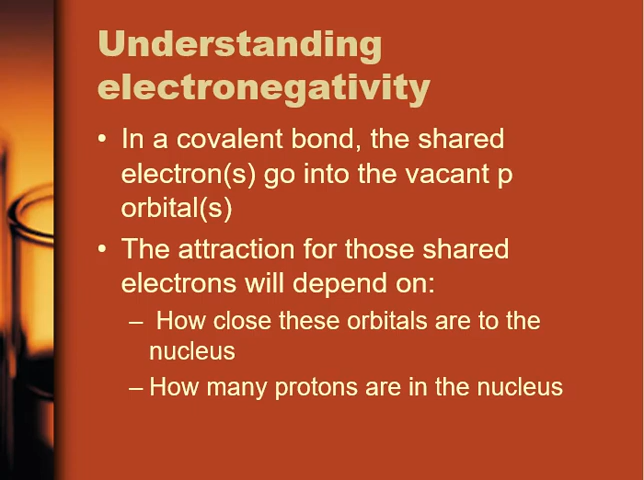 Understanding
electronegativity
• In a covalent bond, the shared
electron(s) go into the vacant p
orbital(s)
• The attraction for those shared
electrons will depend on:
– How close these orbitals are to the
nucleus
– How many protons are in the nucleus